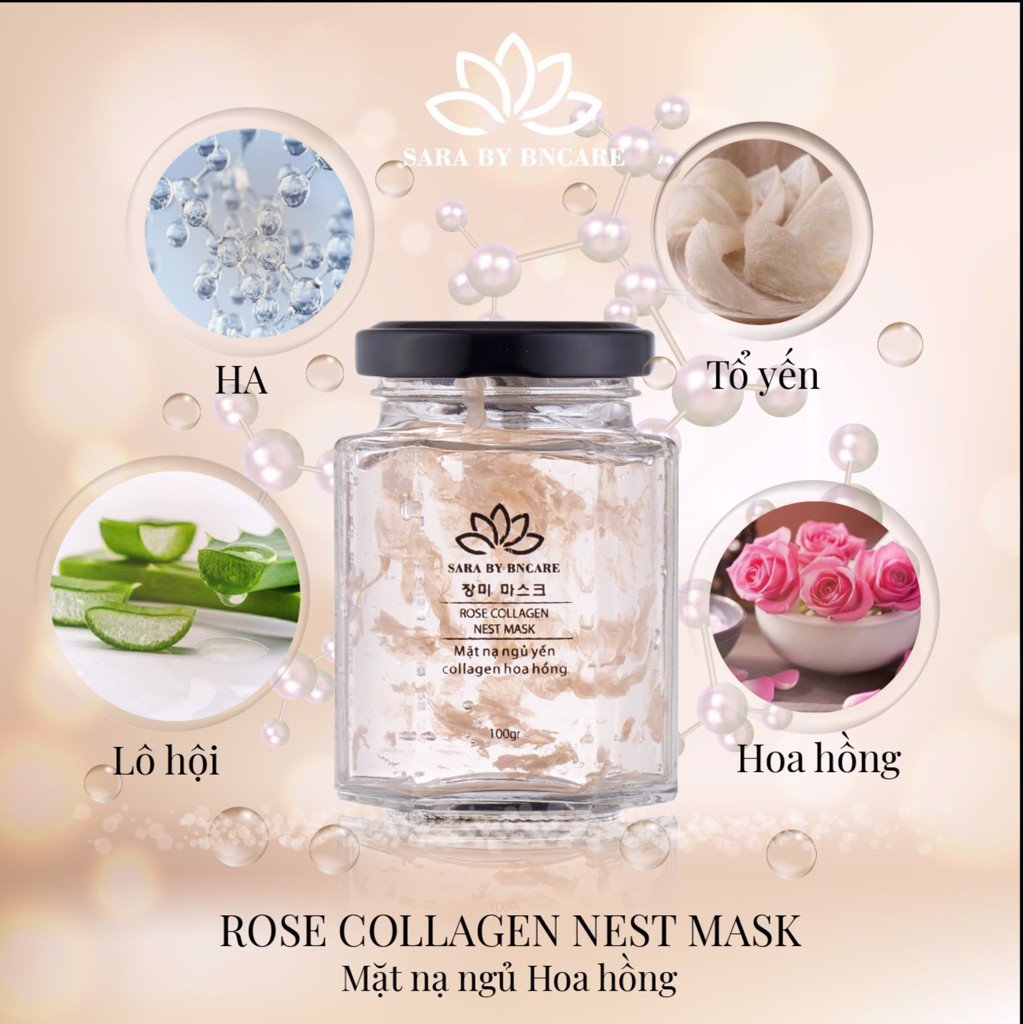 SARA BY BNCARE
HA
Tổ yến
SARA BY BNCARE
장미 마스크
ROSE COLLAGEN
NEST MASK
Mặt nạ ngủ yến
collagen hoa hồng
100gr
Lô hội
Hoa hồng
ROSE COLLAGEN NEST MASK
Mặt nạ ngủ Hoa hồng